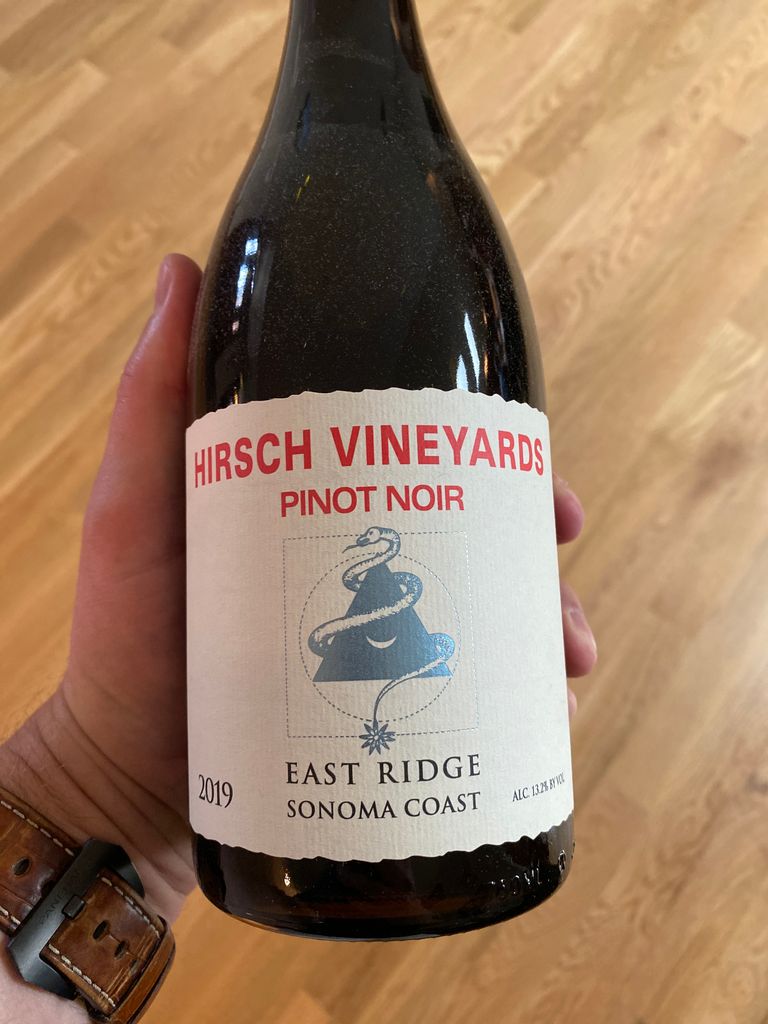 HIRSCH VINEYARDS
PINOT NOIR
EAST RIDGE
SONOMA COAST
2019
ALC. 13.2% BY VOL.